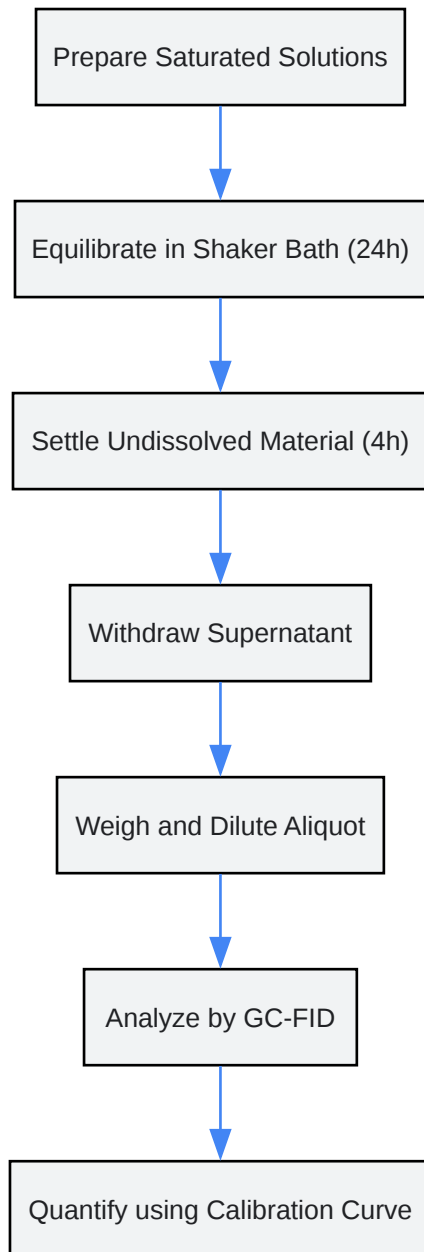 Prepare Saturated Solutions
Equilibrate in Shaker Bath (24h)
Settle Undissolved Material (4h)
Withdraw Supernatant
Weigh and Dilute Aliquot
Analyze by GC-FID
Quantify using Calibration Curve